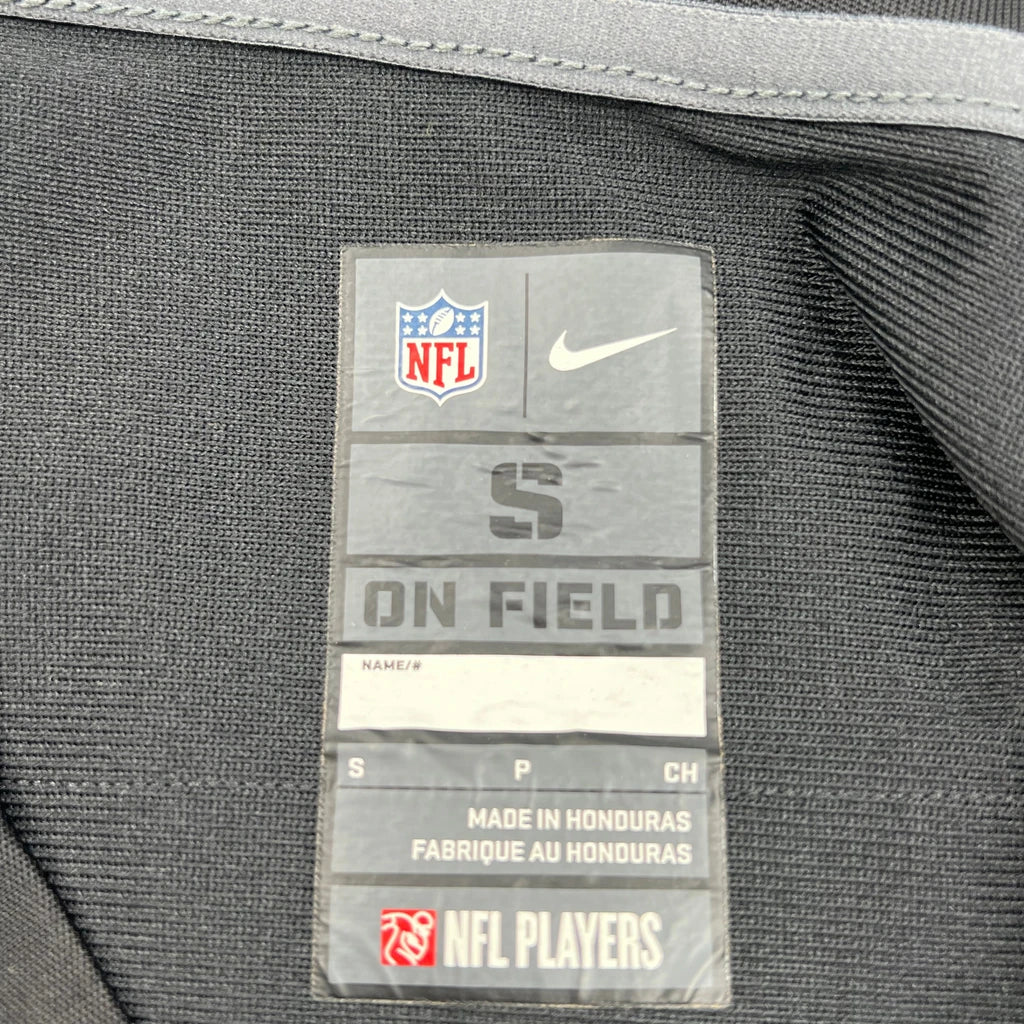 NFL
S
ON FIELD
NAME/#
S P CH
MADE IN HONDURAS
FABRIQUE AU HONDURAS
NFL PLAYERS